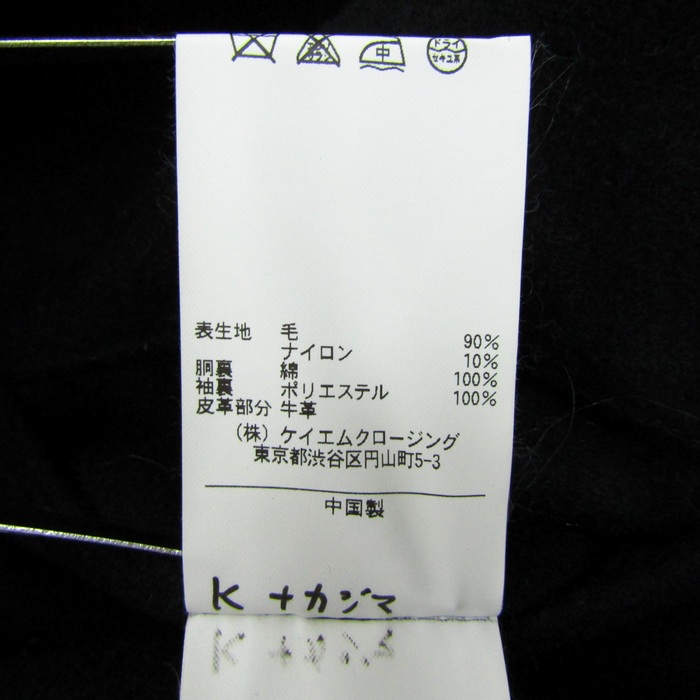 中
ドライ
セキユ系
表生地 毛 90%
ナイロン 10%
胴裏 綿 100%
袖裏 ポリエステル 100%
皮革部分 牛革
(株)ケイエムクロージング
東京都渋谷区円山町5-3
中国製
K ナカジマ